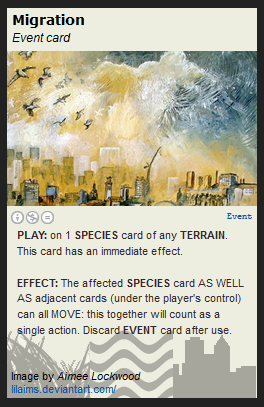 Migration
Event card
Event
PLAY: on 1 SPECIES card of any TERRAIN.
This card has an immediate effect.
EFFECT: The affected SPECIES card AS WELL
AS adjacent cards (under the player's control)
can all MOVE: this together will count as a
single action. Discard EVENT card after use.
Image by Aimee Lockwood
lilaims.deviantart.com/